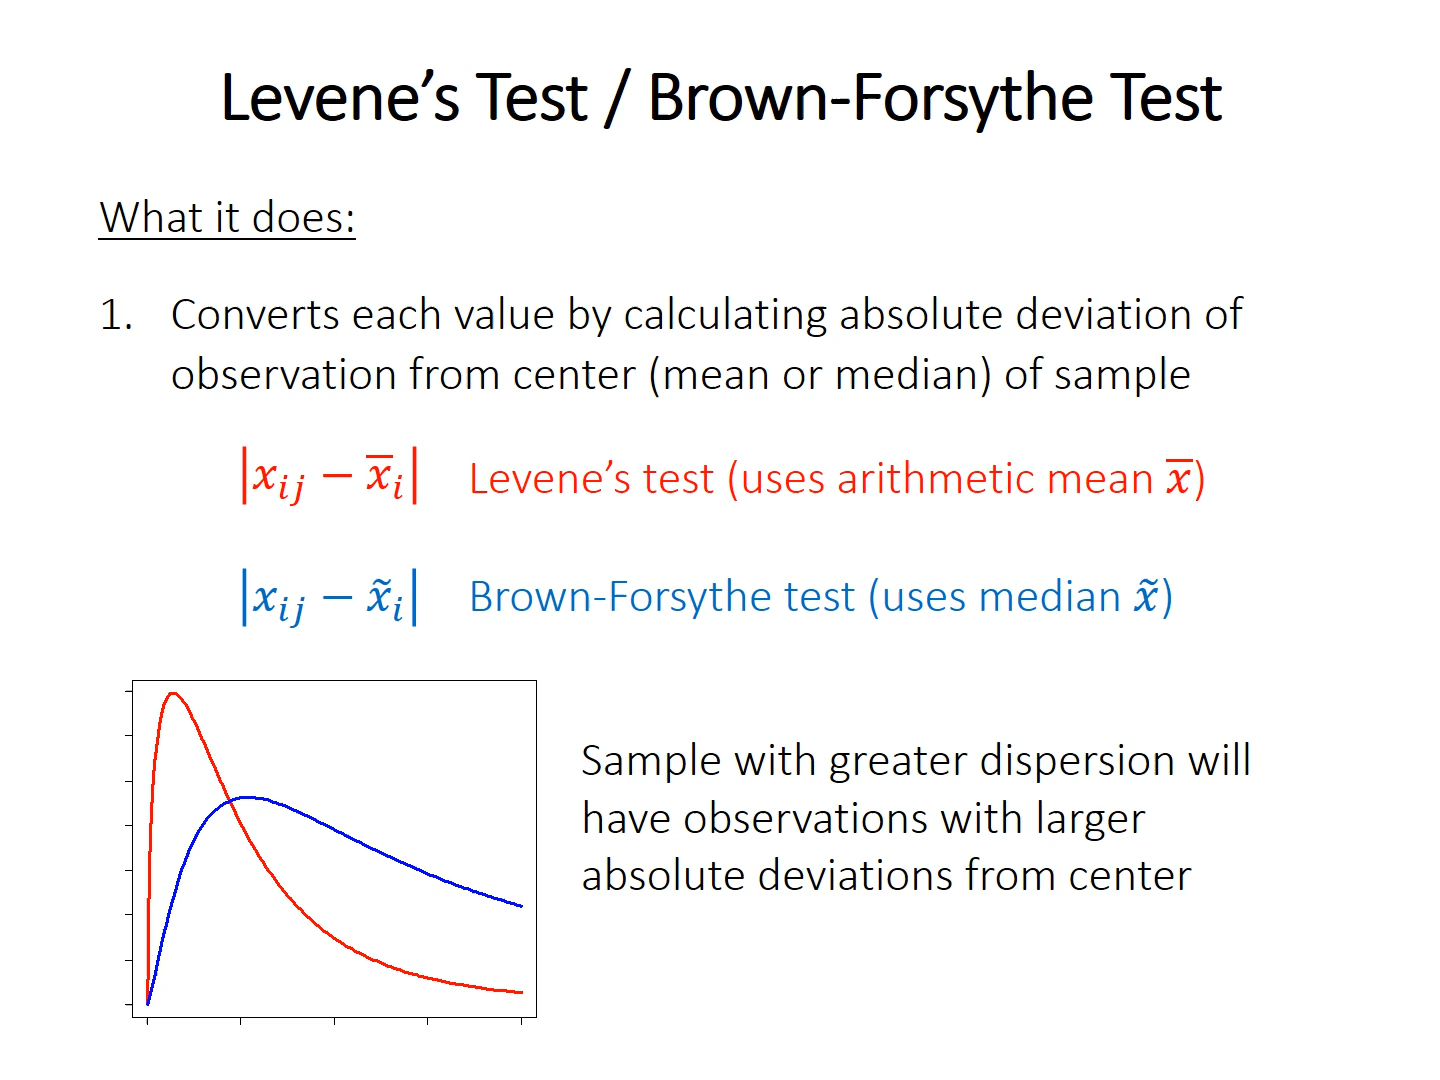 Levene’s Test / Brown-Forsythe Test
What it does:
1. Converts each value by calculating absolute deviation of
observation from center (mean or median) of sample
|xᵢⱼ − x̅ᵢ| Levene’s test (uses arithmetic mean x̅)
|xᵢⱼ − x̃ᵢ| Brown-Forsythe test (uses median x̃)
Sample with greater dispersion will
have observations with larger
absolute deviations from center